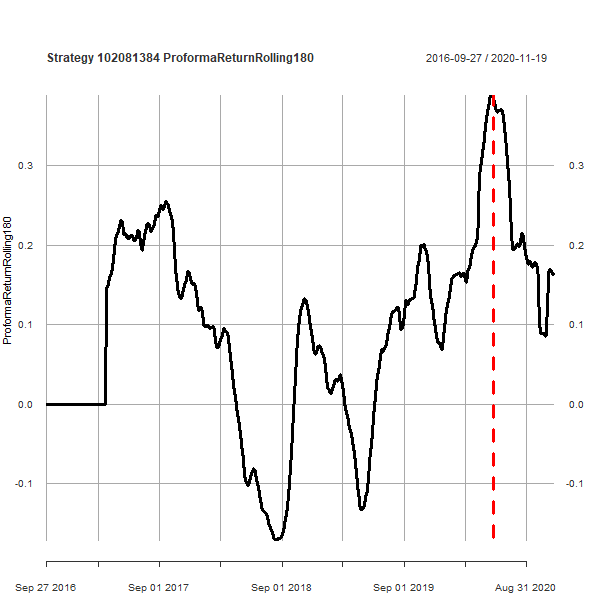 Strategy 102081384 ProformaReturnRolling180
2016-09-27 / 2020-11-19
ProformaReturnRolling180
0.3
0.3
0.2
0.2
0.1
0.1
0.0
0.0
-0.1
-0.1
Sep 27 2016
Sep 01 2017
Sep 01 2018
Sep 01 2019
Aug 31 2020